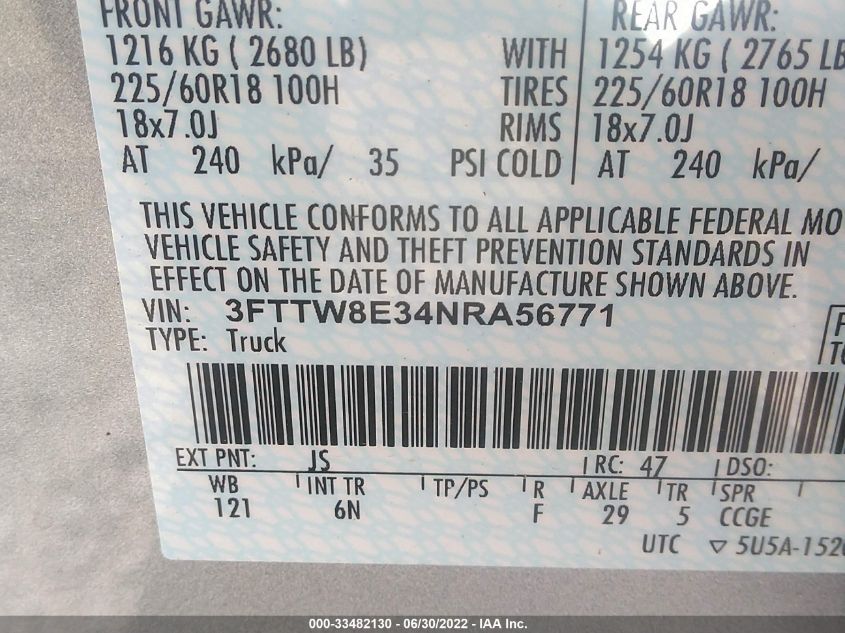 FRONT GAWR: REAR GAWR:
1216 KG ( 2680 LB) WITH 1254 KG ( 2765 LB
225/60R18 100H TIRES 225/60R18 100H
18x7.0J RIMS 18x7.0J
AT 240 kPa/ 35 PSI COLD AT 240 kPa/
THIS VEHICLE CONFORMS TO ALL APPLICABLE FEDERAL MO
VEHICLE SAFETY AND THEFT PREVENTION STANDARDS IN
EFFECT ON THE DATE OF MANUFACTURE SHOWN ABOVE.
VIN: 3FTTW8E34NRA56771
TYPE: Truck
EXT PNT: JS RC: 47 DSO:
WB INT TR TP/PS R AXLE TR SPR
121 6N F 29 5 CCGE
UTC ▽ 5U5A-1520
000-33482130 - 06/30/2022 - IAA Inc.